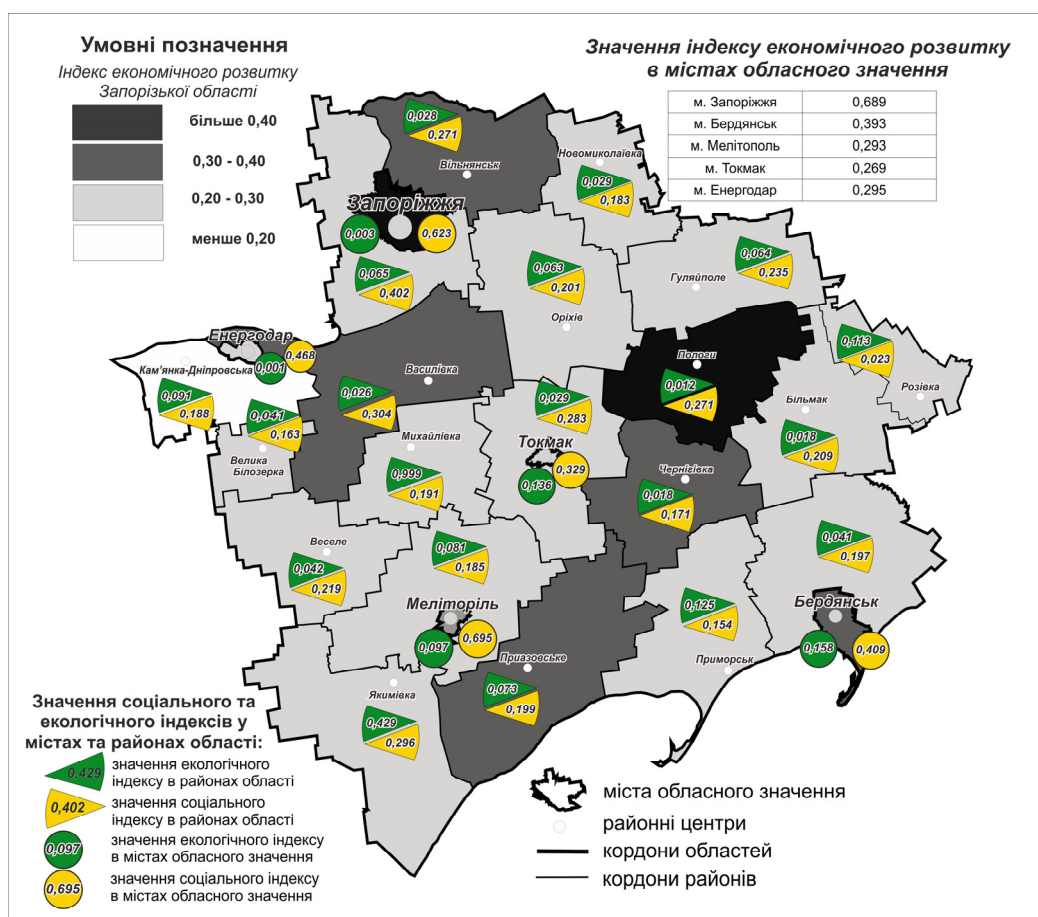 Умовні позначення
Індекс економічного розвитку
Запорізької області
більше 0,40
0,30 - 0,40
0,20 - 0,30
менше 0,20
Значення індексу економічного розвитку
в містах обласного значення
м. Запоріжжя 0,689
м. Бердянськ 0,393
м. Мелітополь 0,293
м. Токмак 0,269
м. Енергодар 0,295
0,028
0,271
Вільнянськ
Новомиколаївка
0,029
0,183
Запоріжжя
0,003
0,623
0,065
0,402
0,063
0,201
Оріхів
0,064
0,235
Гуляйполе
Енергодар
0,001
0,468
Кам'янка-Дніпровська
0,091
0,188
0,041
0,163
Велика
Білозерка
Василівка
0,026
0,304
Пологи
0,012
0,271
0,113
0,023
Розівка
Більмак
0,018
0,209
0,029
0,283
Токмак
0,136
0,329
Михайлівка
0,999
0,191
Чернігівка
0,018
0,171
Веселе
0,042
0,219
0,081
0,185
Меліторіль
0,097
0,695
0,041
0,197
Бердянськ
0,158
0,409
0,125
0,154
Приморськ
Приазовське
0,073
0,199
Якимівка
0,429
0,296
Значення соціального та
екологічного індексів у
містах та районах області:
0,429
значення екологічного
індексу в районах області
0,402
значення соціального
індексу в районах області
0,097
значення екологічного індексу
в містах обласного значення
0,695
значення соціального індексу
в містах обласного значення
міста обласного значення
районні центри
кордони областей
кордони районів